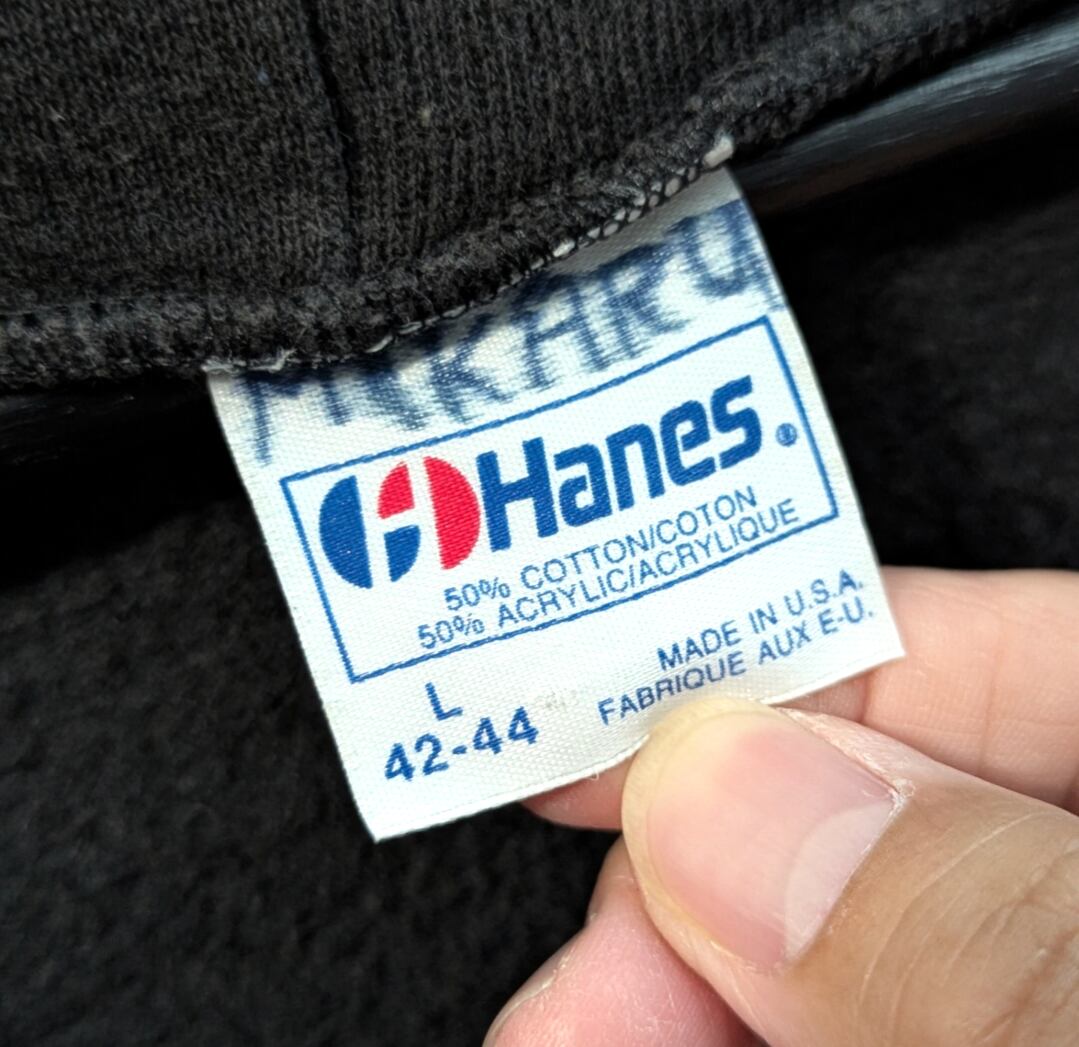 Hanes®
50% COTTON/COTON
50% ACRYLIC/ACRYLIQUE
MADE IN U.S.A.
FABRIQUE AUX E-U.
L
42-44